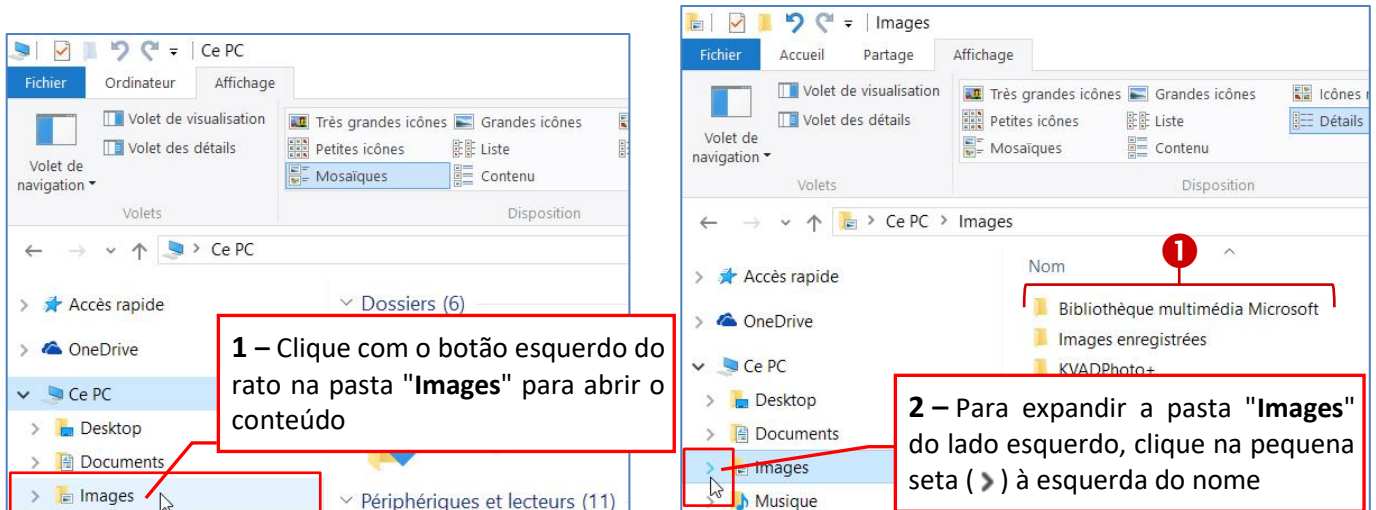 Ce PC
Fichier Ordinateur Affichage
Volet de visualisation
Volet des détails
Volet de
navigation
Volets
Très grandes icônes Grandes icônes
Petites icônes Liste
Mosaïques Contenu
Disposition
Ce PC
Accès rapide
OneDrive
Ce PC
Desktop
Documents
Images
Dossiers (6)
Périphériques et lecteurs (11)
1 – Clique com o botão esquerdo do
rato na pasta "Images" para abrir o
conteúdo
Images
Fichier Accueil Partage Affichage
Volet de visualisation
Volet des détails
Volet de
navigation
Volets
Très grandes icônes Grandes icônes Icônes
Petites icônes Liste Détails
Mosaïques Contenu
Disposition
Ce PC > Images
Accès rapide
OneDrive
Ce PC
Desktop
Documents
Images
Musique
1
Nom
Bibliothèque multimédia Microsoft
Images enregistrées
KVADPhoto+
2 – Para expandir a pasta "Images"
do lado esquerdo, clique na pequena
seta ( > ) à esquerda do nome